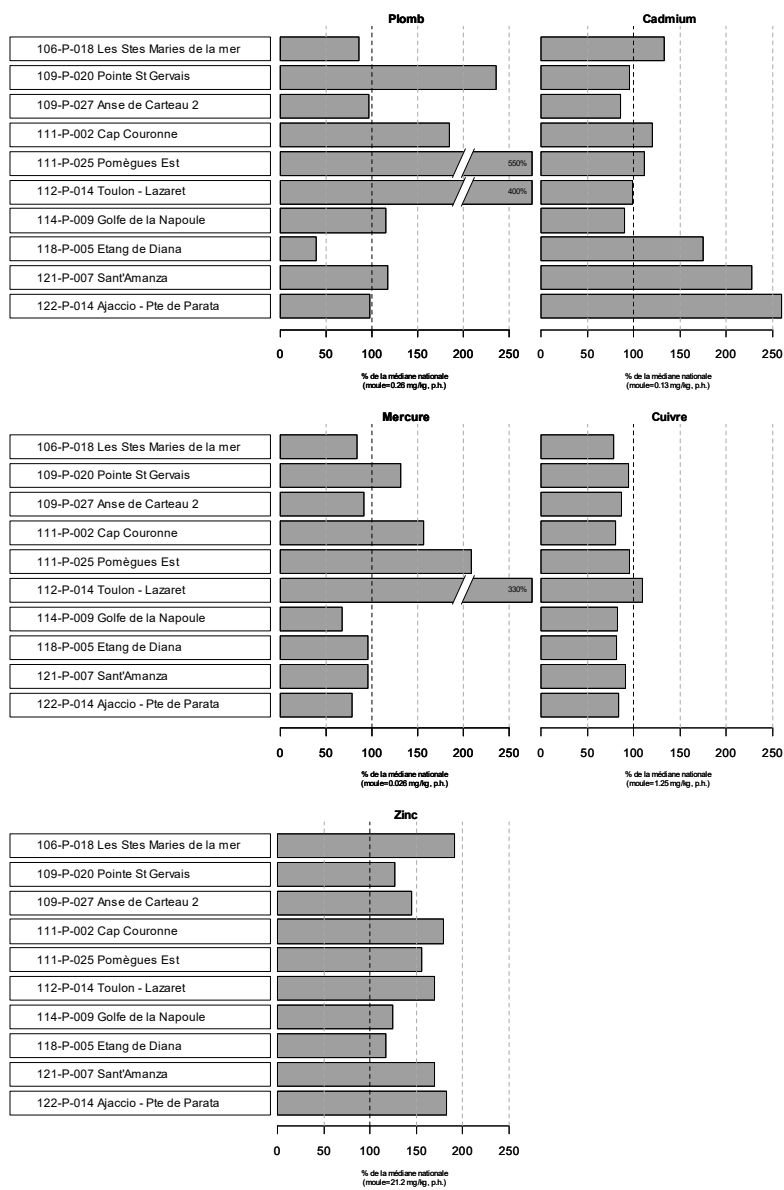 Plomb
Cadmium
106-P-018 Les Stes Maries de la mer
109-P-020 Pointe St Gervais
109-P-027 Anse de Carteau 2
111-P-002 Cap Couronne
111-P-025 Pomègues Est
550%
112-P-014 Toulon - Lazaret
400%
114-P-009 Golfe de la Napoule
118-P-005 Etang de Diana
121-P-007 Sant'Amanza
122-P-014 Ajaccio - Pte de Parata
0 50 100 150 200 250
0 50 100 150 200 250
% de la médiane nationale
(moule=0.26 mg/kg, p.h.)
% de la médiane nationale
(moule=0.13 mg/kg, p.h.)
Mercure
Cuivre
106-P-018 Les Stes Maries de la mer
109-P-020 Pointe St Gervais
109-P-027 Anse de Carteau 2
111-P-002 Cap Couronne
111-P-025 Pomègues Est
112-P-014 Toulon - Lazaret
330%
114-P-009 Golfe de la Napoule
118-P-005 Etang de Diana
121-P-007 Sant'Amanza
122-P-014 Ajaccio - Pte de Parata
0 50 100 150 200 250
0 50 100 150 200 250
% de la médiane nationale
(moule=0.026 mg/kg, p.h.)
% de la médiane nationale
(moule=1.25 mg/kg, p.h.)
Zinc
106-P-018 Les Stes Maries de la mer
109-P-020 Pointe St Gervais
109-P-027 Anse de Carteau 2
111-P-002 Cap Couronne
111-P-025 Pomègues Est
112-P-014 Toulon - Lazaret
114-P-009 Golfe de la Napoule
118-P-005 Etang de Diana
121-P-007 Sant'Amanza
122-P-014 Ajaccio - Pte de Parata
0 50 100 150 200 250
% de la médiane nationale
(moule=21.2 mg/kg, p.h.)